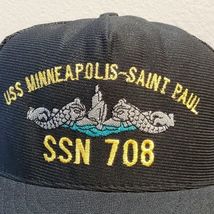 USS MINNEAPOLIS-SAINT PAUL
SSN 708